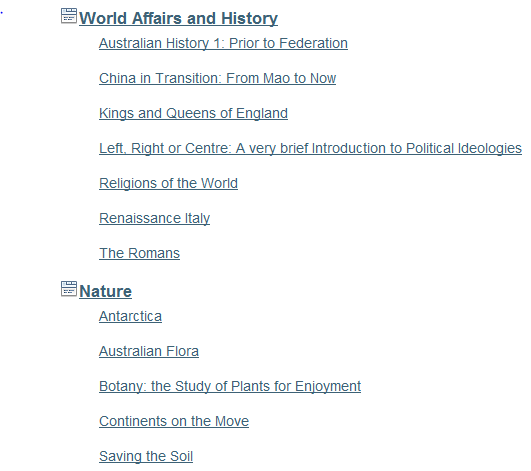 World Affairs and History
Australian History 1: Prior to Federation
China in Transition: From Mao to Now
Kings and Queens of England
Left, Right or Centre: A very brief Introduction to Political Ideologies
Religions of the World
Renaissance Italy
The Romans
Nature
Antarctica
Australian Flora
Botany: the Study of Plants for Enjoyment
Continents on the Move
Saving the Soil